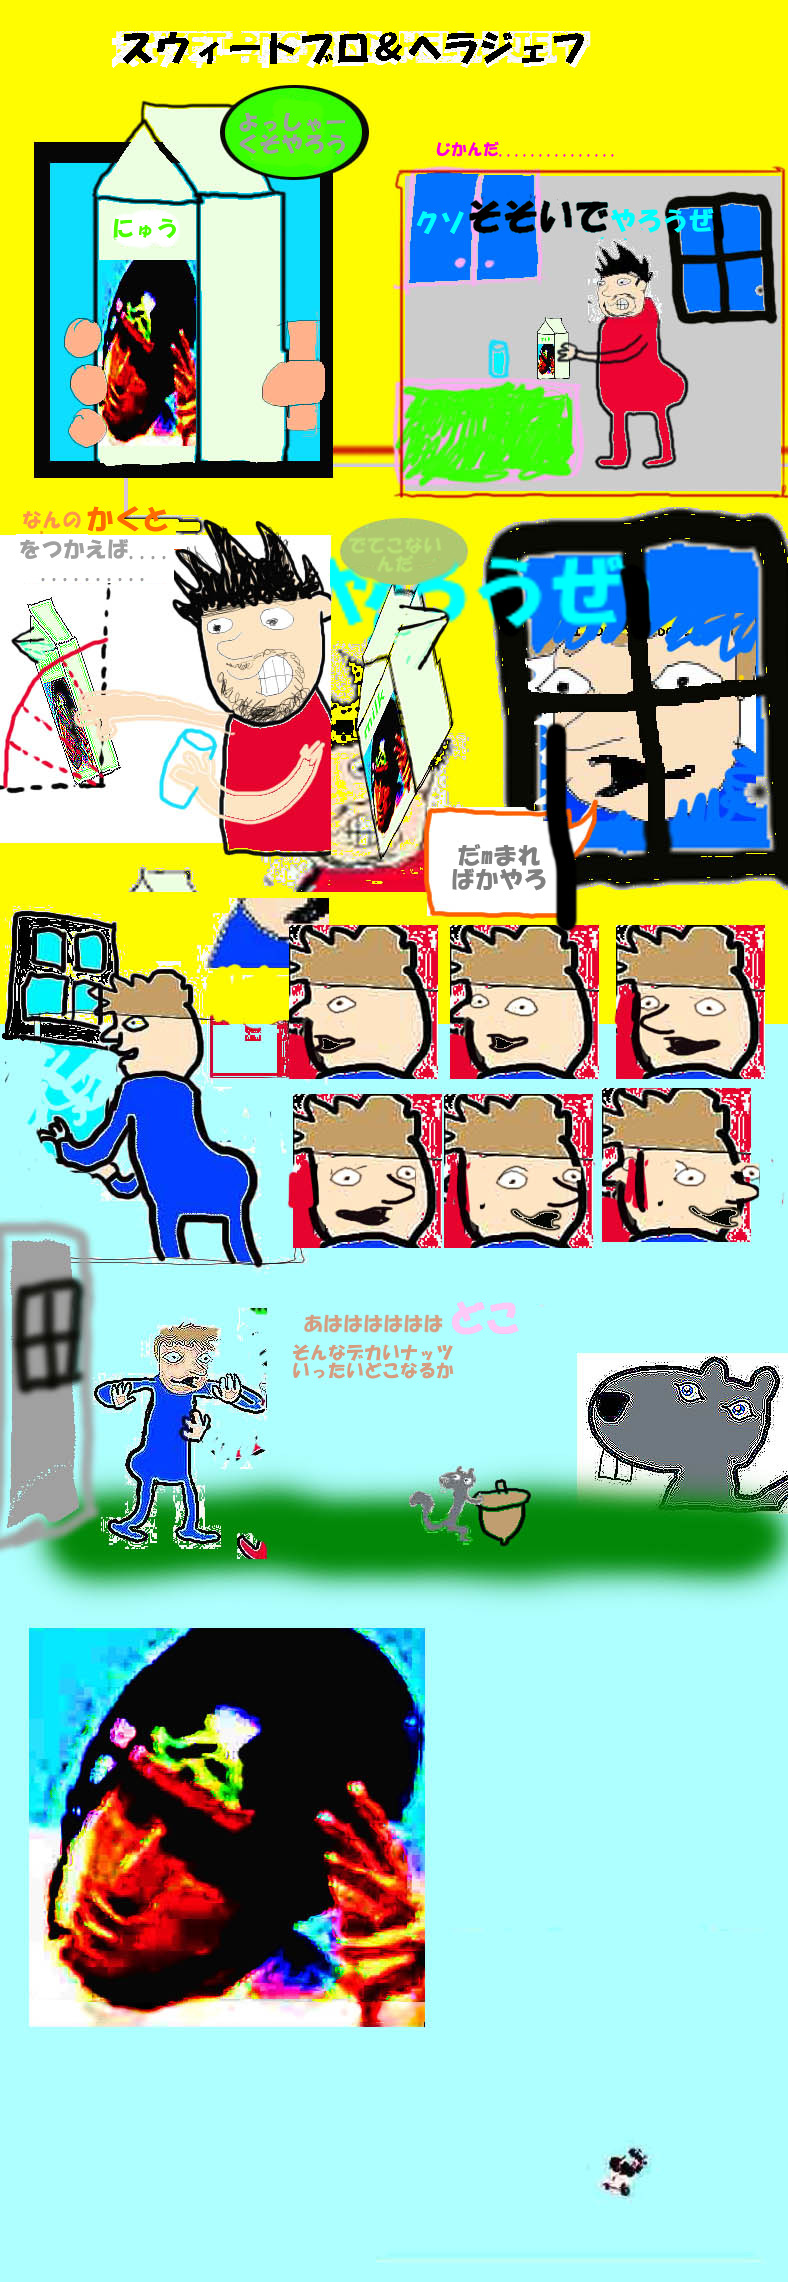 スウィートブロ＆ヘラジェフ
よっしゃー
くそやろう
にゅう
じかんだ...............
クソそそいでやろうぜ
なんのかくと
をつかえば....
..........
でてこない
んだ
やろうぜ
milk
だmまれ
ばかやろ
あはははははは とこ
そんなデカいナッツ
いったいどこなるか